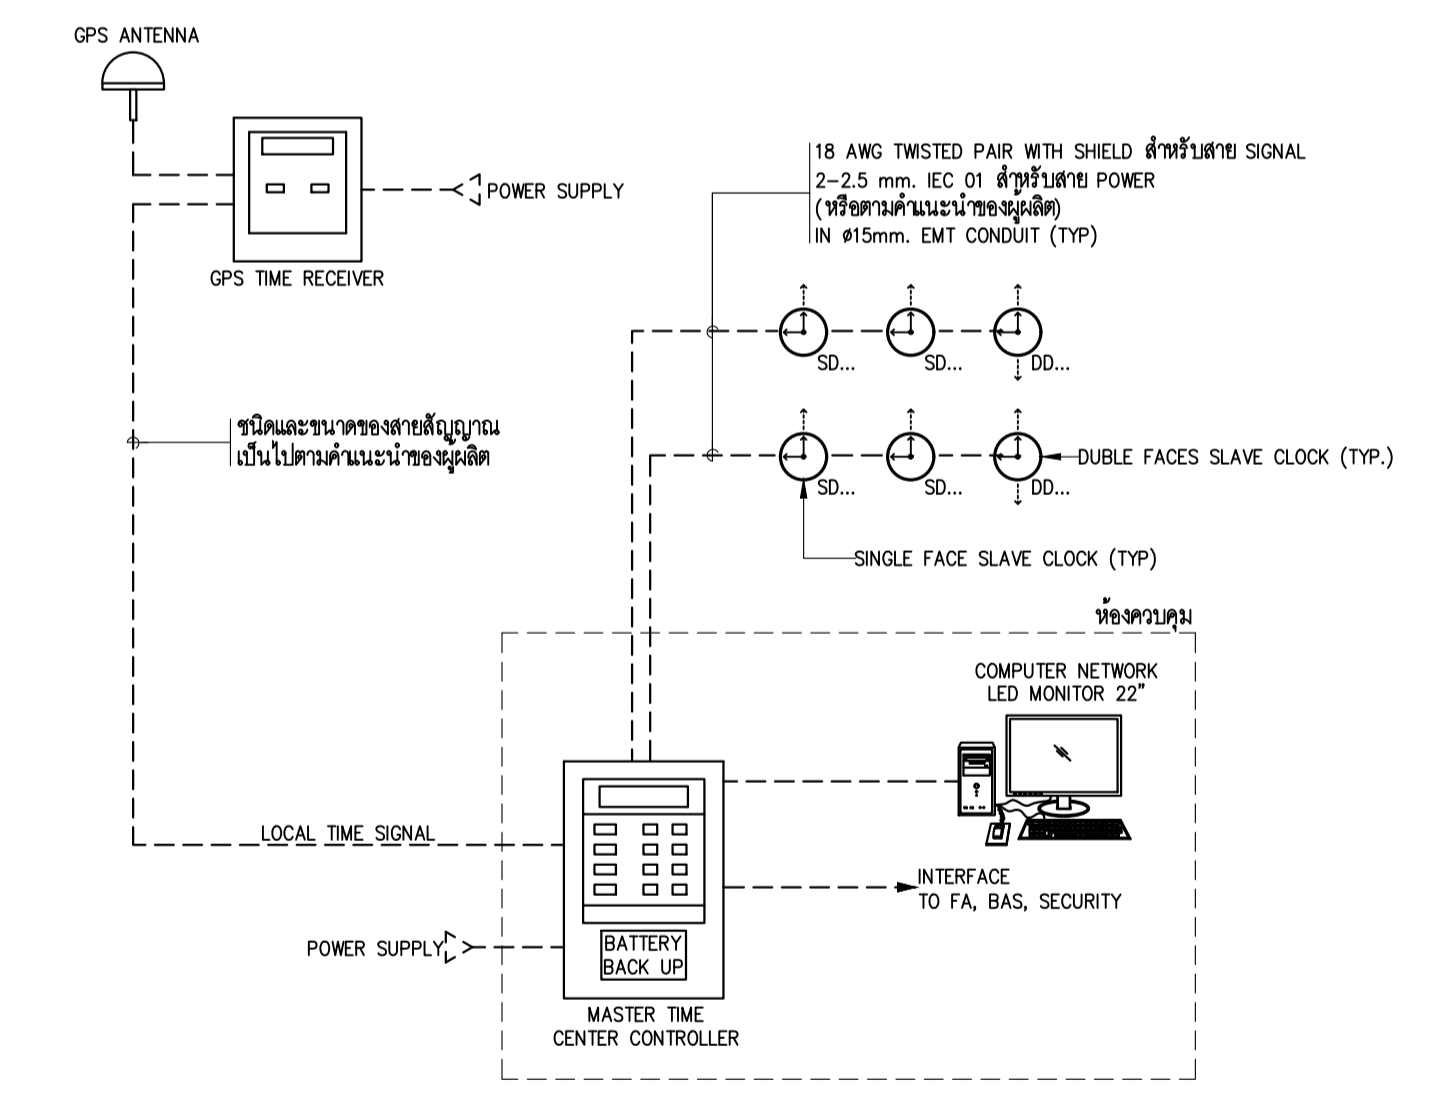 GPS ANTENNA
GPS TIME RECEIVER
POWER SUPPLY
18 AWG TWISTED PAIR WITH SHIELD สำหรับสาย SIGNAL
2-2.5 mm. IEC 01 สำหรับสาย POWER
(หรือตามคำแนะนำของผู้ผลิต)
IN ø15mm. EMT CONDUIT (TYP)
SD...
SD...
DD...
ชนิดและขนาดของสายสัญญาณ
เป็นไปตามคำแนะนำของผู้ผลิต
SD...
SD...
DD...
DUBLE FACES SLAVE CLOCK (TYP.)
SINGLE FACE SLAVE CLOCK (TYP)
ห้องควบคุม
COMPUTER NETWORK
LED MONITOR 22"
LOCAL TIME SIGNAL
INTERFACE
TO FA, BAS, SECURITY
POWER SUPPLY
BATTERY
BACK UP
MASTER TIME
CENTER CONTROLLER